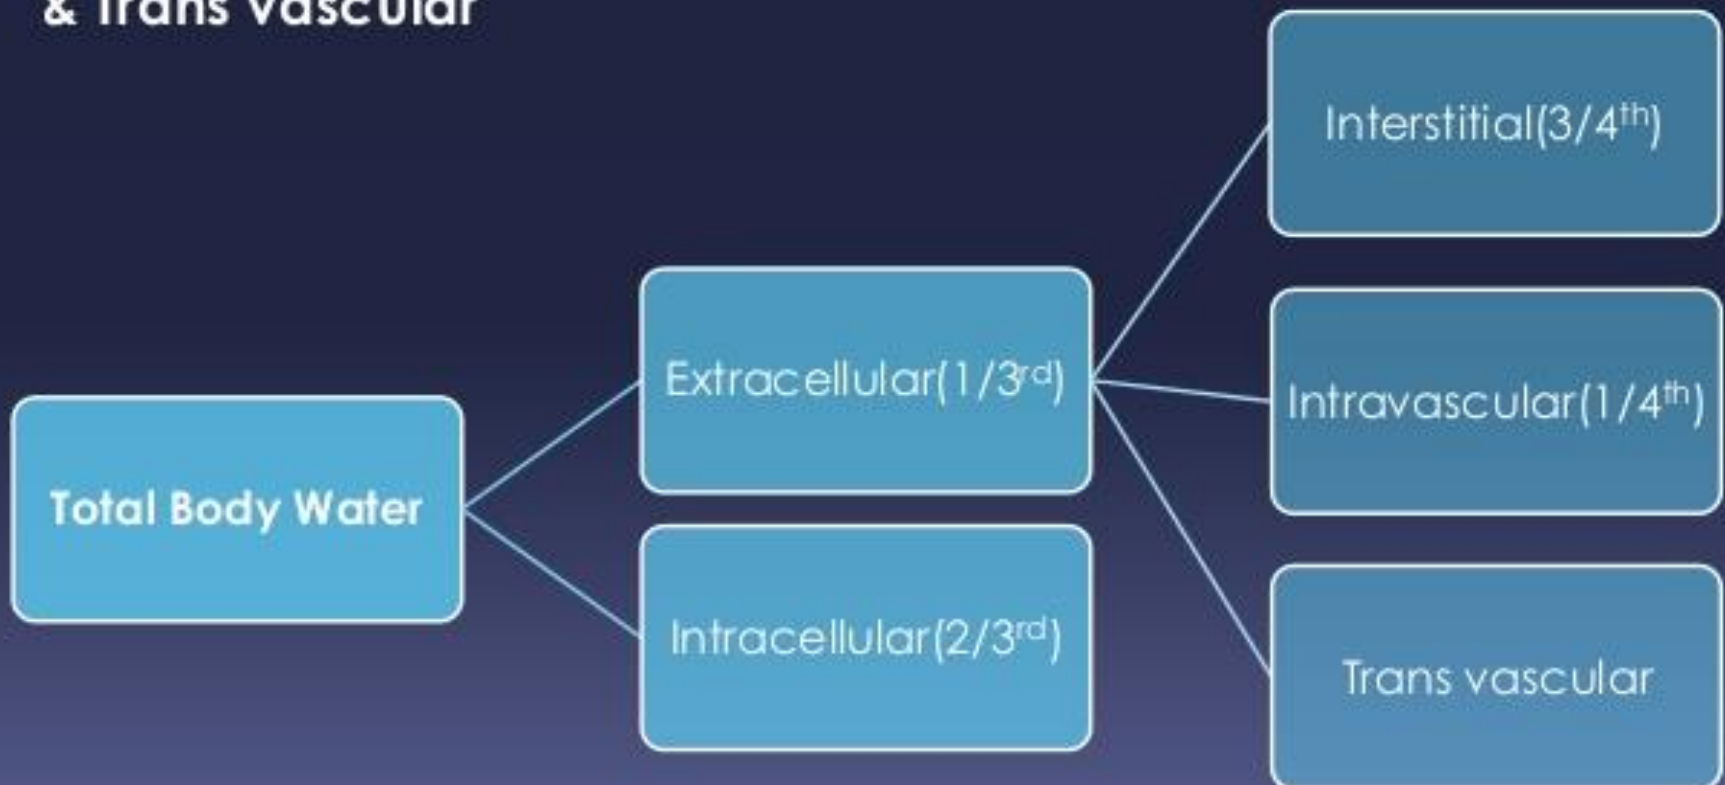 & Trans vascular
Total Body Water
Extracellular(1/3rd)
Intracellular(2/3rd)
Interstitial(3/4th)
Intravascular(1/4th)
Trans vascular